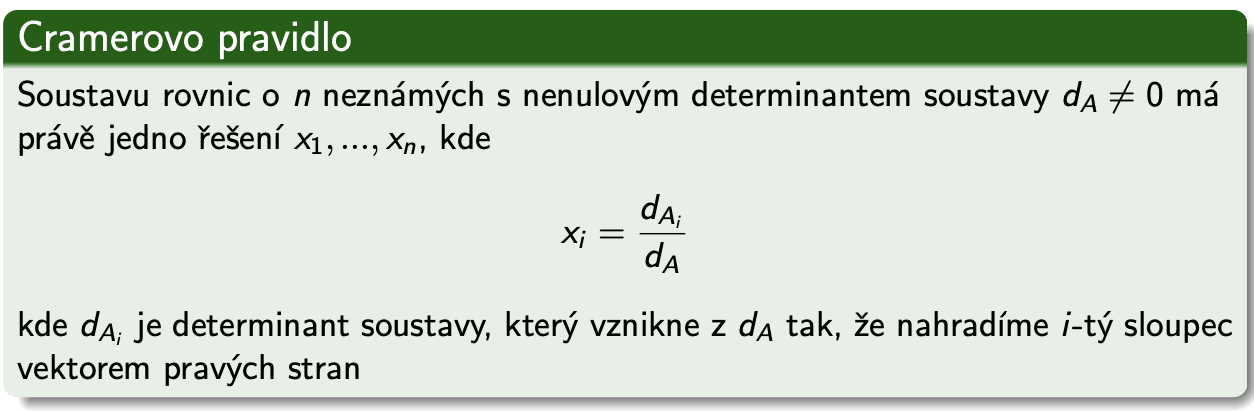 Cramerovo pravidlo
Soustavu rovnic o n neznámých s nenulovým determinantem soustavy d_A ≠ 0 má
právě jedno řešení x_1, ..., x_n, kde
x_i = d_{A_i} / d_A
kde d_{A_i} je determinant soustavy, který vznikne z d_A tak, že nahradíme i-tý sloupec
vektorem pravých stran